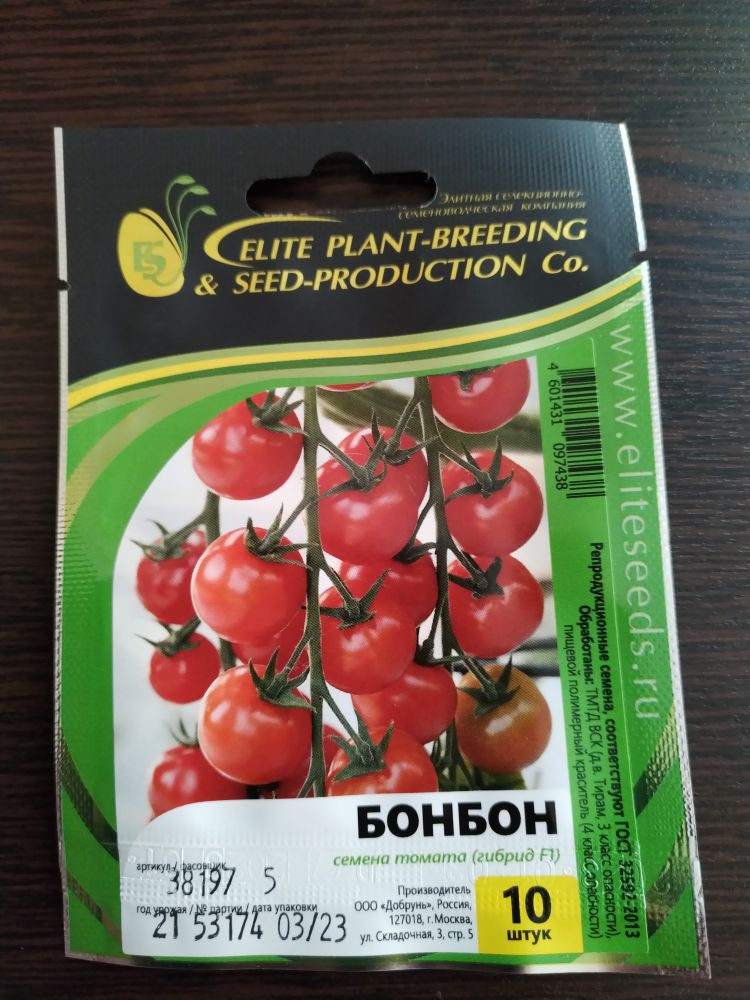 Элитная селекционно-
семеноводческая компания
ESQ
ELITE PLANT-BREEDING
& SEED-PRODUCTION Co.
www.eliteseeds.ru
4 601431 097438
Репродукционные семена, соответствуют ГОСТ 32592-2013
Обработаны: ТМТД ВСК (д.в. Тирам, 3 класс опасности),
пищевой полимерный краситель (4 класс опасности)
БОНБОН
семена томата (гибрид F1)
артикул / фасовщик
38197 5
год урожая / № партии / дата упаковки
21 53174 03/23
Производитель
ООО «Добрунь», Россия,
127018, г. Москва,
ул. Складочная, 3, стр. 5
10
штук